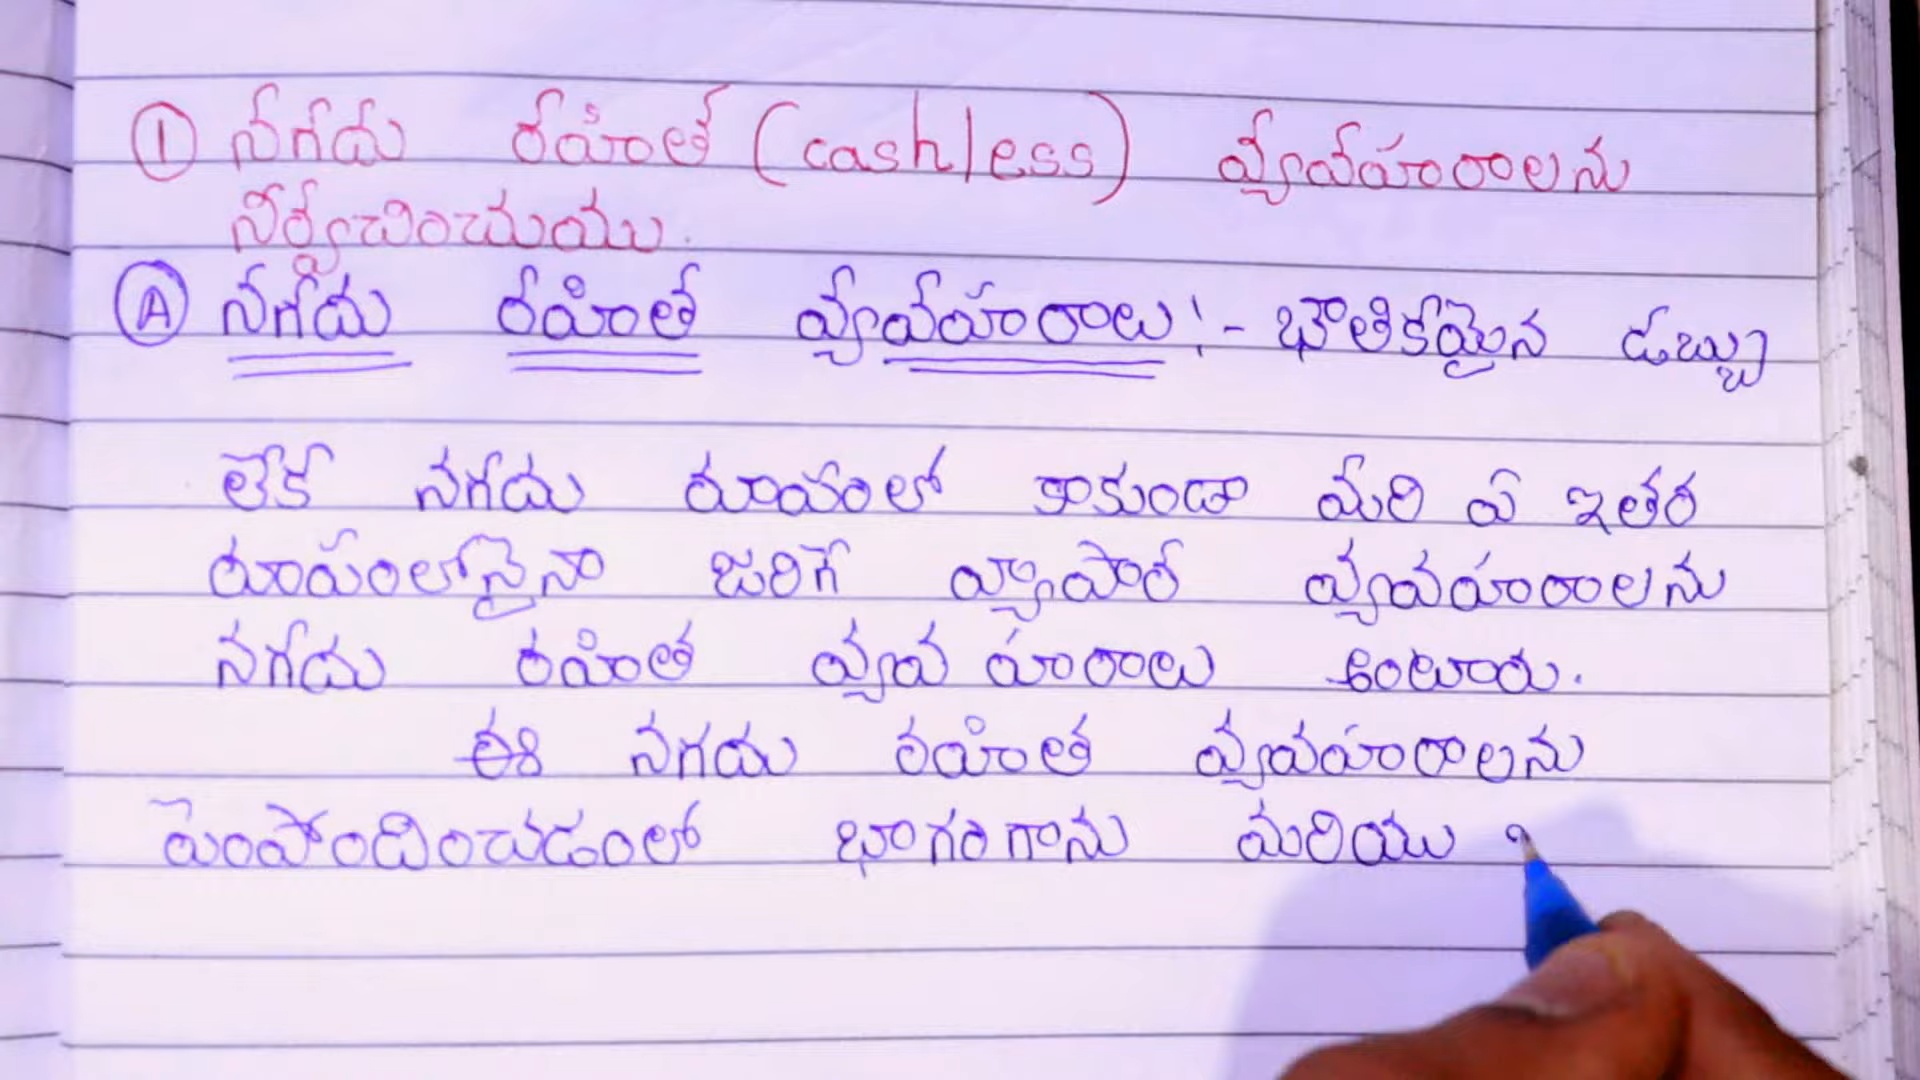 ① నగదు రహిత (cashless) వ్యవహారాలను
నిర్వచించుము.
Ⓐ నగదు రహిత వ్యవహారాలు :- భౌతికమైన డబ్బు
లేక నగదు రూపంలో కాకుండా మరి ఏ ఇతర
రూపంలోనైనా జరిగే వ్యాపార వ్యవహారాలను
నగదు రహిత వ్యవ హారాలు అంటారు.
ఈ నగదు రహిత వ్యవహారాలను
పెంపోందించడంలో భాగంగాను మరియు